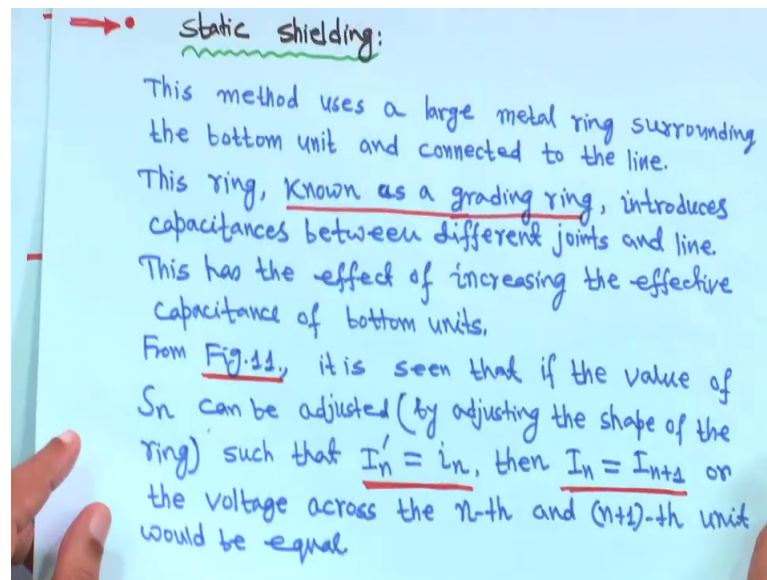 Static shielding:
This method uses a large metal ring surrounding
the bottom unit and connected to the line.
This ring, known as a grading ring, introduces
capacitances between different joints and line.
This has the effect of increasing the effective
capacitance of bottom units.
From Fig.11., it is seen that if the value of
Sn can be adjusted (by adjusting the shape of the
ring) such that I'n = in, then In = In+1 or
the voltage across the n-th and (n+1)-th unit
would be equal